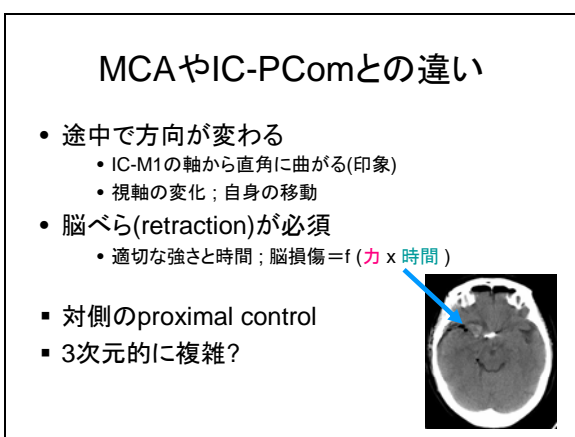 MCAやIC-PComとの違い
• 途中で方向が変わる
• IC-M1の軸から直角に曲がる(印象)
• 視軸の変化 ; 自身の移動
• 脳べら(retraction)が必須
• 適切な強さと時間 ; 脳損傷=f (力 x 時間 )
▪ 対側のproximal control
▪ 3次元的に複雑?